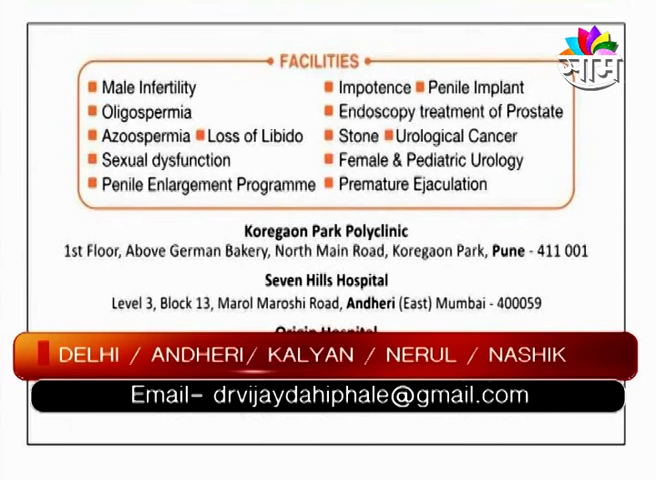 साम
FACILITIES
Male Infertility
Impotence Penile Implant
Oligospermia
Endoscopy treatment of Prostate
Azoospermia Loss of Libido
Stone Urological Cancer
Sexual dysfunction
Female & Pediatric Urology
Penile Enlargement Programme
Premature Ejaculation
Koregaon Park Polyclinic
1st Floor, Above German Bakery, North Main Road, Koregaon Park, Pune - 411 001
Seven Hills Hospital
Level 3, Block 13, Marol Maroshi Road, Andheri (East) Mumbai - 400059
Origin Hospital
DELHI / ANDHERI/ KALYAN / NERUL / NASHIK
Email- drvijaydahiphale@gmail.com